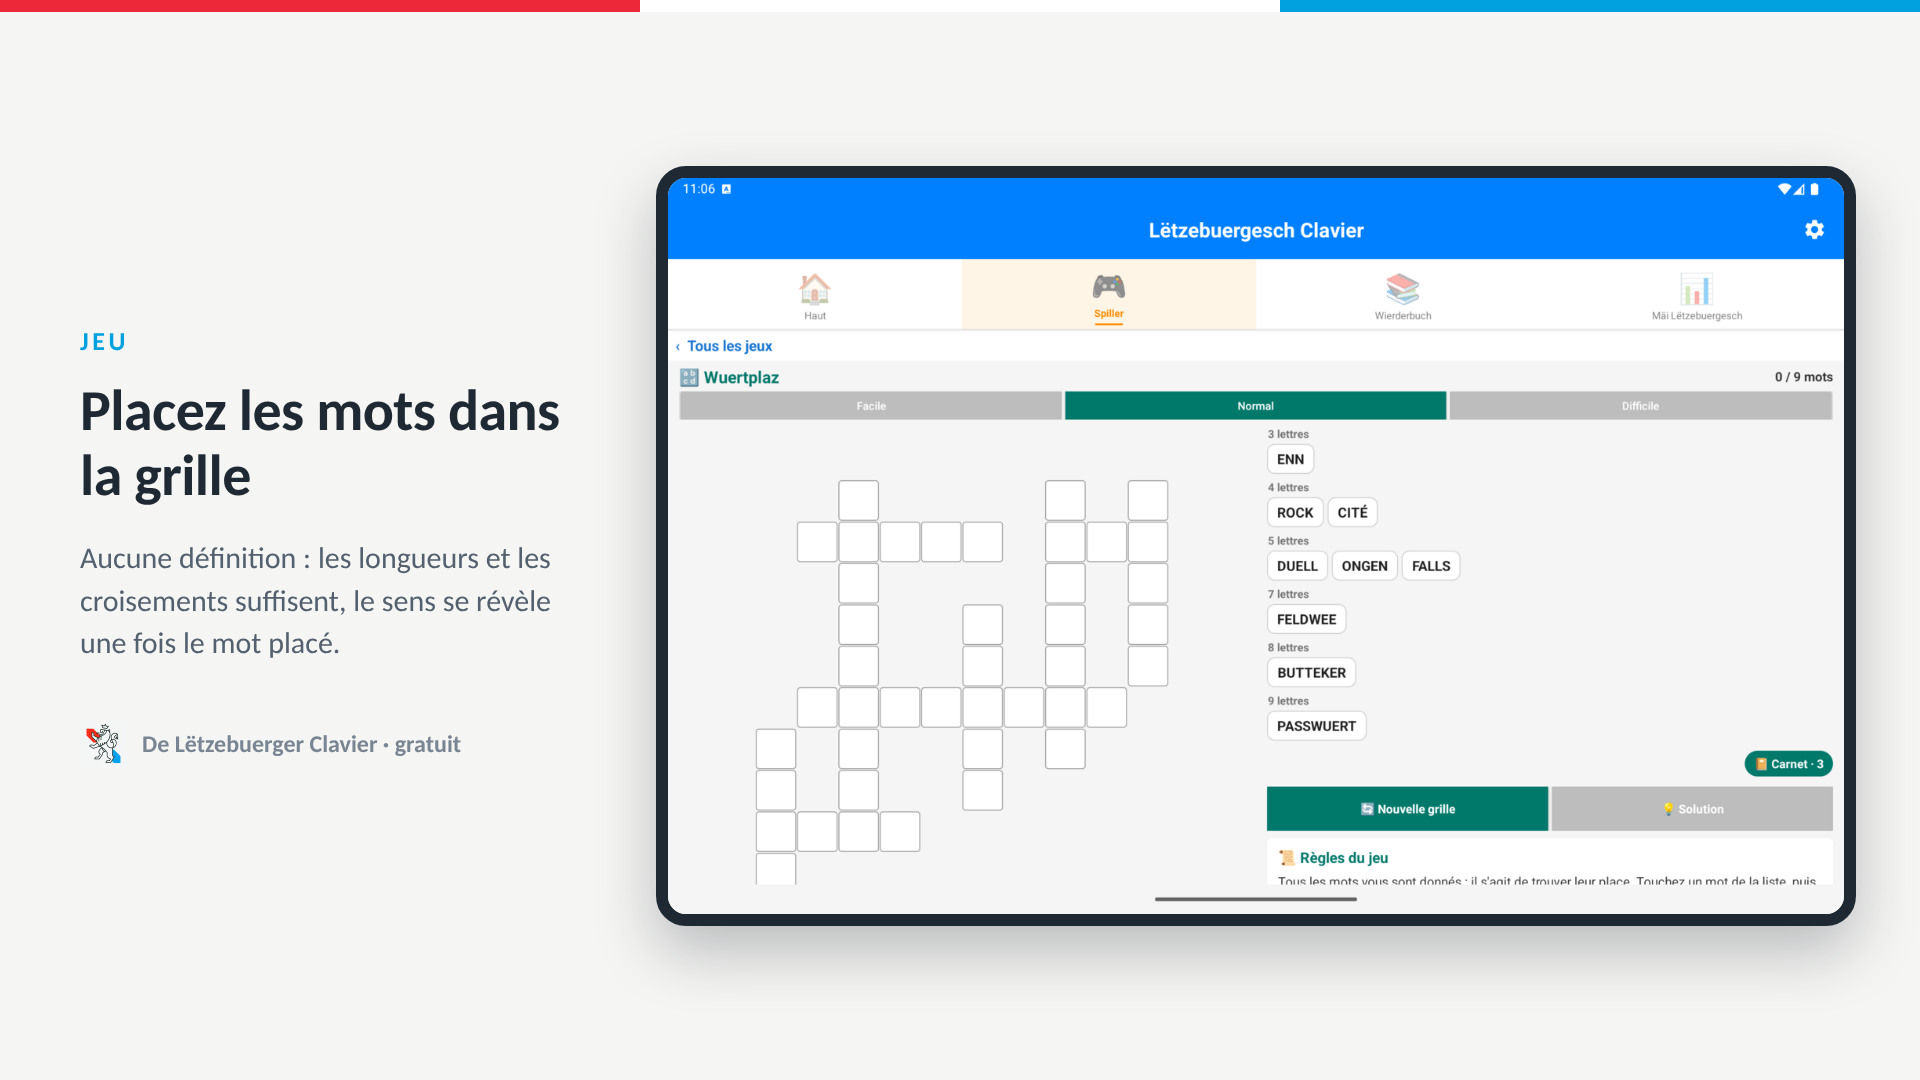 JEU
Placez les mots dans
la grille
Aucune définition : les longueurs et les
croisements suffisent, le sens se révèle
une fois le mot placé.
De Lëtzebuerger Clavier · gratuit
11:06
Lëtzebuergesch Clavier
Haut
Spiller
Wierderbuch
Mäi Lëtzebuergesch
‹ Tous les jeux
Wuertplaz
0 / 9 mots
Facile
Normal
Difficile
3 lettres
ENN
4 lettres
ROCK CITÉ
5 lettres
DUELL ONGEN FALLS
7 lettres
FELDWEE
8 lettres
BUTTEKER
9 lettres
PASSWUERT
Carnet · 3
Nouvelle grille
Solution
Règles du jeu
Tous les mots vous sont donnés : il s'agit de trouver leur place. Touchez un mot de la liste, puis